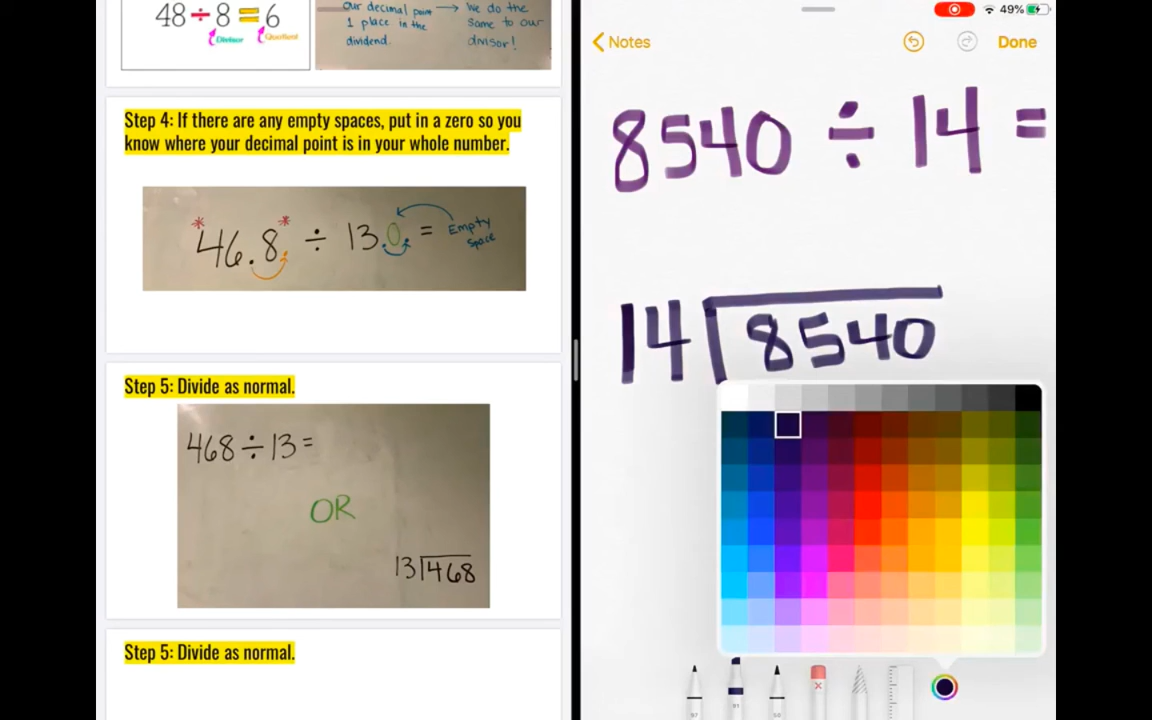 48 ÷ 8 = 6
Divisor
Quotient
our decimal point → We do the
1 place in the same to our
dividend. divisor!
Step 4: If there are any empty spaces, put in a zero so you
know where your decimal point is in your whole number.
*46.8* ÷ 13.0. = Empty
space
Step 5: Divide as normal.
468 ÷ 13 =
OR
13 468
Step 5: Divide as normal.
49%
Notes
Done
8540 ÷ 14 =
14 8540